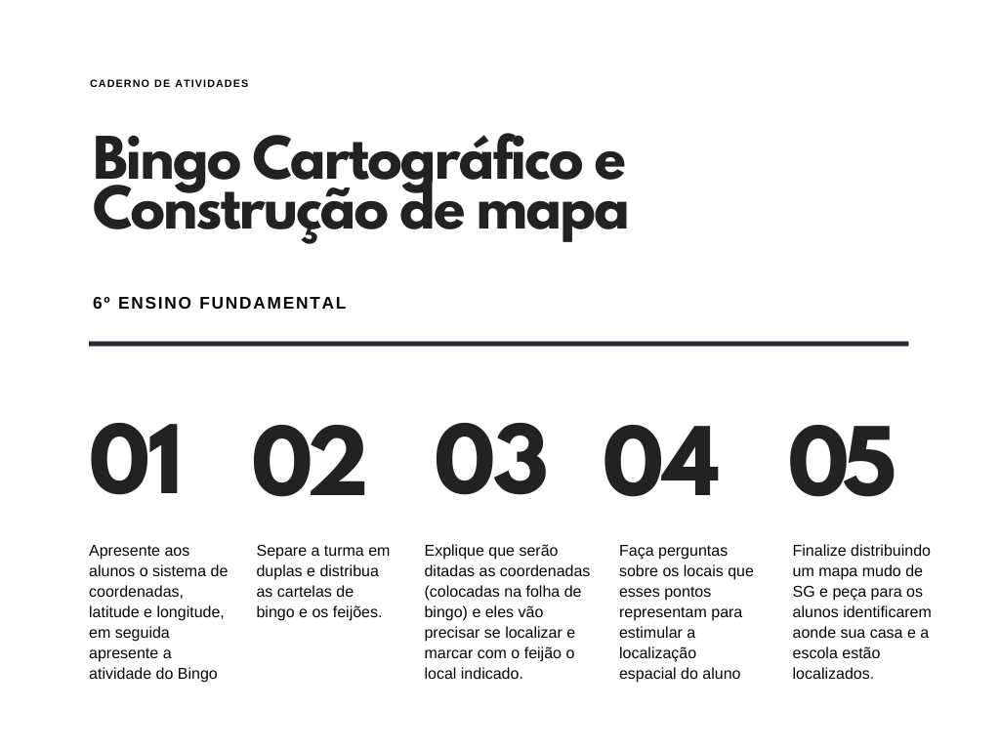 CADERNO DE ATIVIDADES
Bingo Cartográfico e
Construção de mapa
6º ENSINO FUNDAMENTAL
01
Apresente aos
alunos o sistema de
coordenadas,
latitude e longitude,
em seguida
apresente a
atividade do Bingo
02
Separe a turma em
duplas e distribua
as cartelas de
bingo e os feijões.
03
Explique que serão
ditadas as coordenadas
(colocadas na folha de
bingo) e eles vão
precisar se localizar e
marcar com o feijão o
local indicado.
04
Faça perguntas
sobre os locais que
esses pontos
representam para
estimular a
localização
espacial do aluno
05
Finalize distribuindo
um mapa mudo de
SG e peça para os
alunos identificarem
aonde sua casa e a
escola estão
localizados.